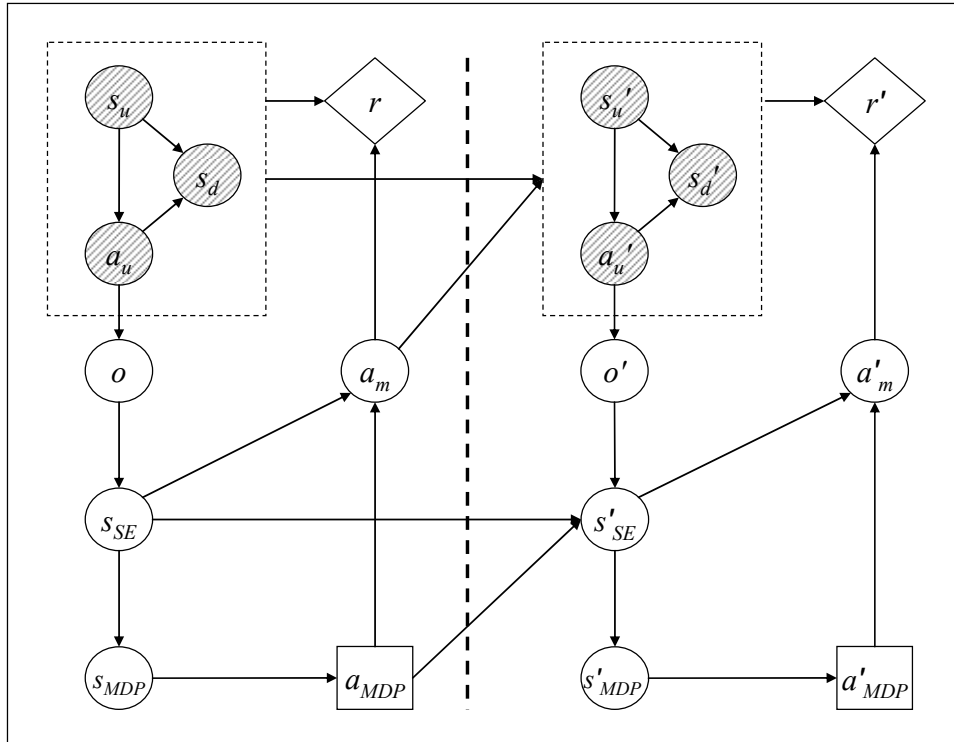 s_u r s_u' r'
s_d s_d'
a_u a_u'
o a_m o' a'_m
s_SE s'_SE
s_MDP a_MDP s'_MDP a'_MDP